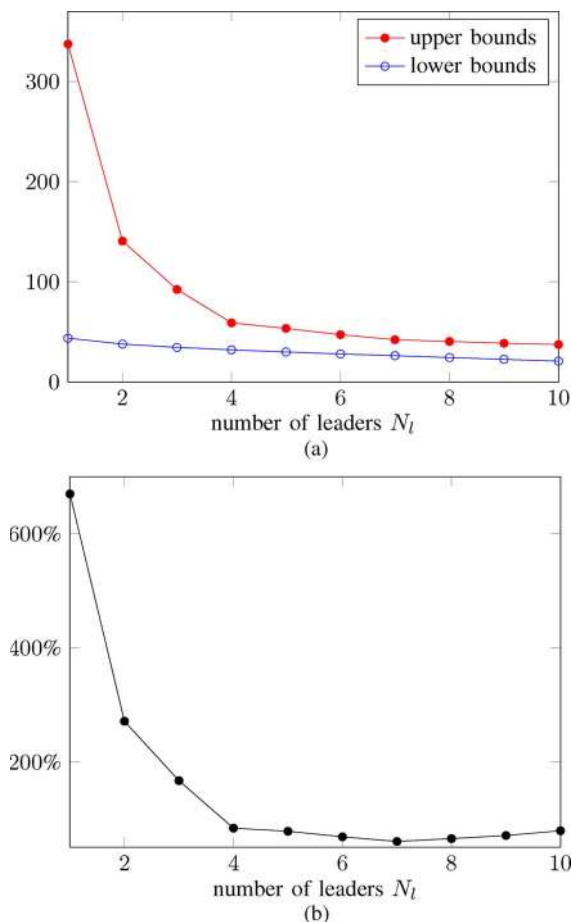 300
200
100
0
upper bounds
lower bounds
2 4 6 8 10
number of leaders N_l
(a)
600%
400%
200%
2 4 6 8 10
number of leaders N_l
(b)